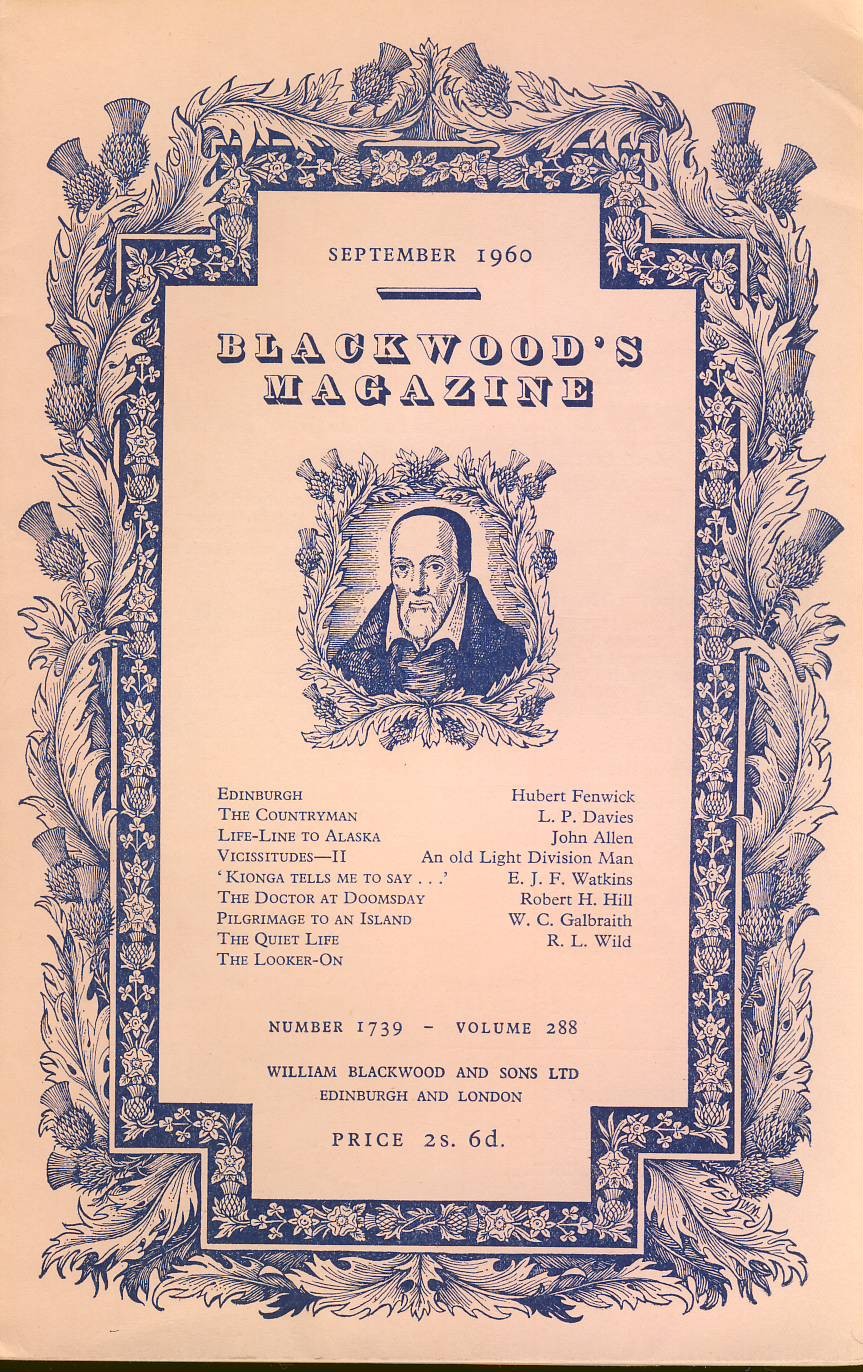 SEPTEMBER 1960
BLACKWOOD'S
MAGAZINE
EDINBURGH Hubert Fenwick
THE COUNTRYMAN L. P. Davies
LIFE-LINE TO ALASKA John Allen
VICISSITUDES—II An old Light Division Man
'KIONGA TELLS ME TO SAY . . .' E. J. F. Watkins
THE DOCTOR AT DOOMSDAY Robert H. Hill
PILGRIMAGE TO AN ISLAND W. C. Galbraith
THE QUIET LIFE R. L. Wild
THE LOOKER-ON
NUMBER 1739 – VOLUME 288
WILLIAM BLACKWOOD AND SONS LTD
EDINBURGH AND LONDON
PRICE 2s. 6d.